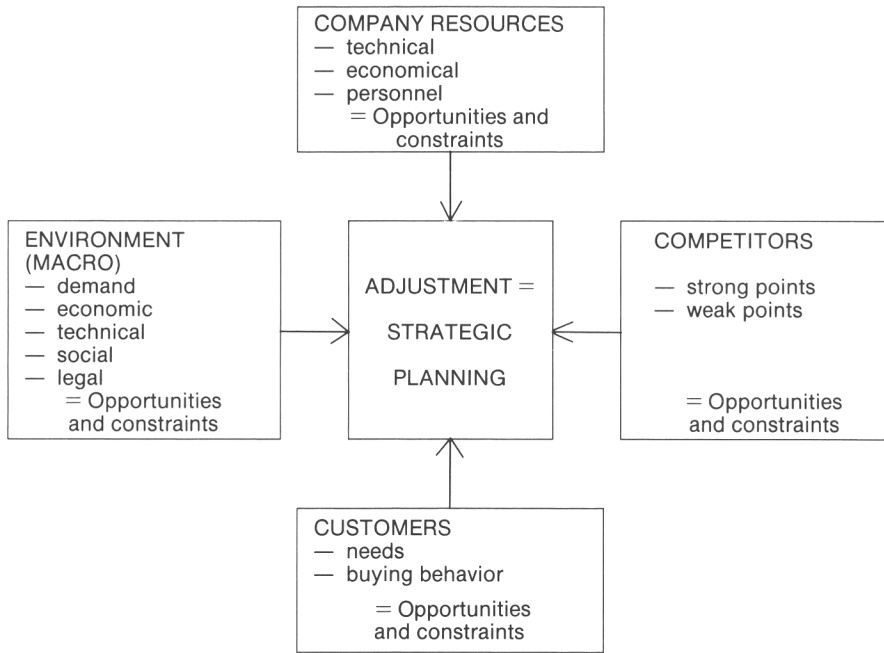 COMPANY RESOURCES
— technical
— economical
— personnel
= Opportunities and
constraints
ENVIRONMENT
(MACRO)
— demand
— economic
— technical
— social
— legal
= Opportunities
and constraints
ADJUSTMENT =
STRATEGIC
PLANNING
COMPETITORS
— strong points
— weak points
= Opportunities
and constraints
CUSTOMERS
— needs
— buying behavior
= Opportunities
and constraints